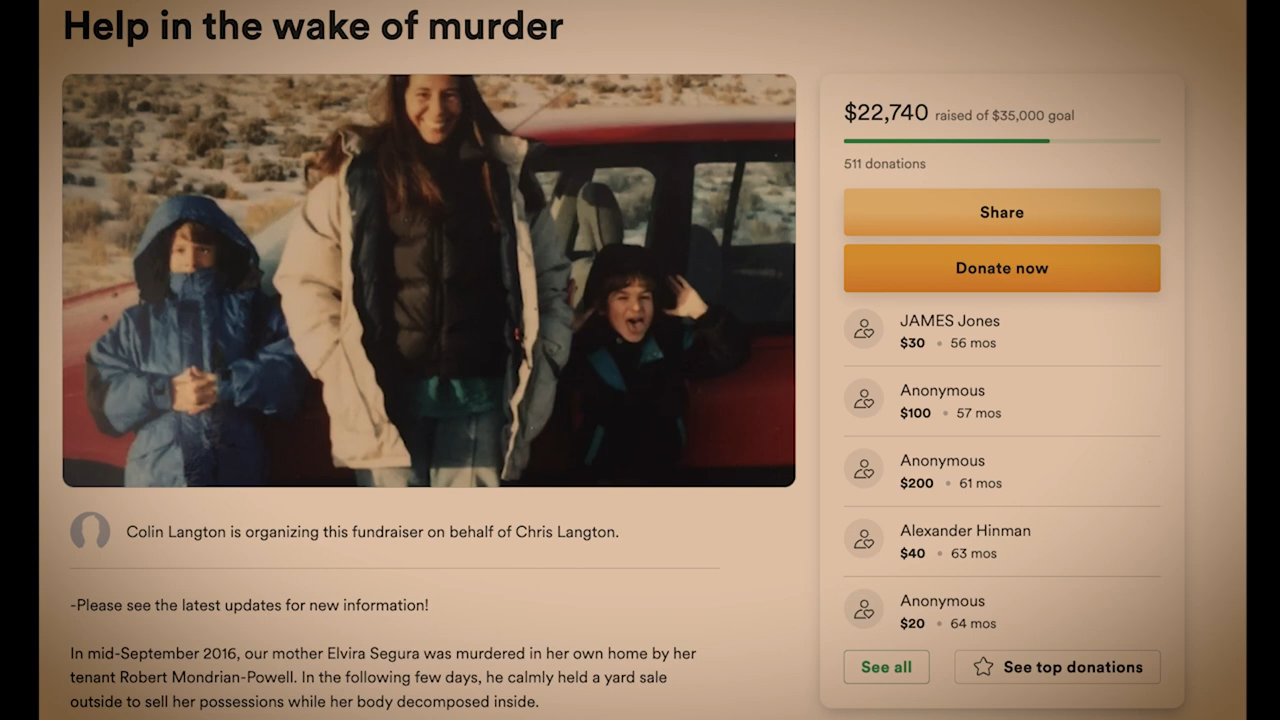 Help in the wake of murder
$22,740 raised of $35,000 goal
511 donations
Share
Donate now
JAMES Jones
$30 • 56 mos
Anonymous
$100 • 57 mos
Anonymous
$200 • 61 mos
Alexander Hinman
$40 • 63 mos
Anonymous
$20 • 64 mos
See all
See top donations
Colin Langton is organizing this fundraiser on behalf of Chris Langton.
-Please see the latest updates for new information!
In mid-September 2016, our mother Elvira Segura was murdered in her own home by her
tenant Robert Mondrian-Powell. In the following few days, he calmly held a yard sale
outside to sell her possessions while her body decomposed inside.